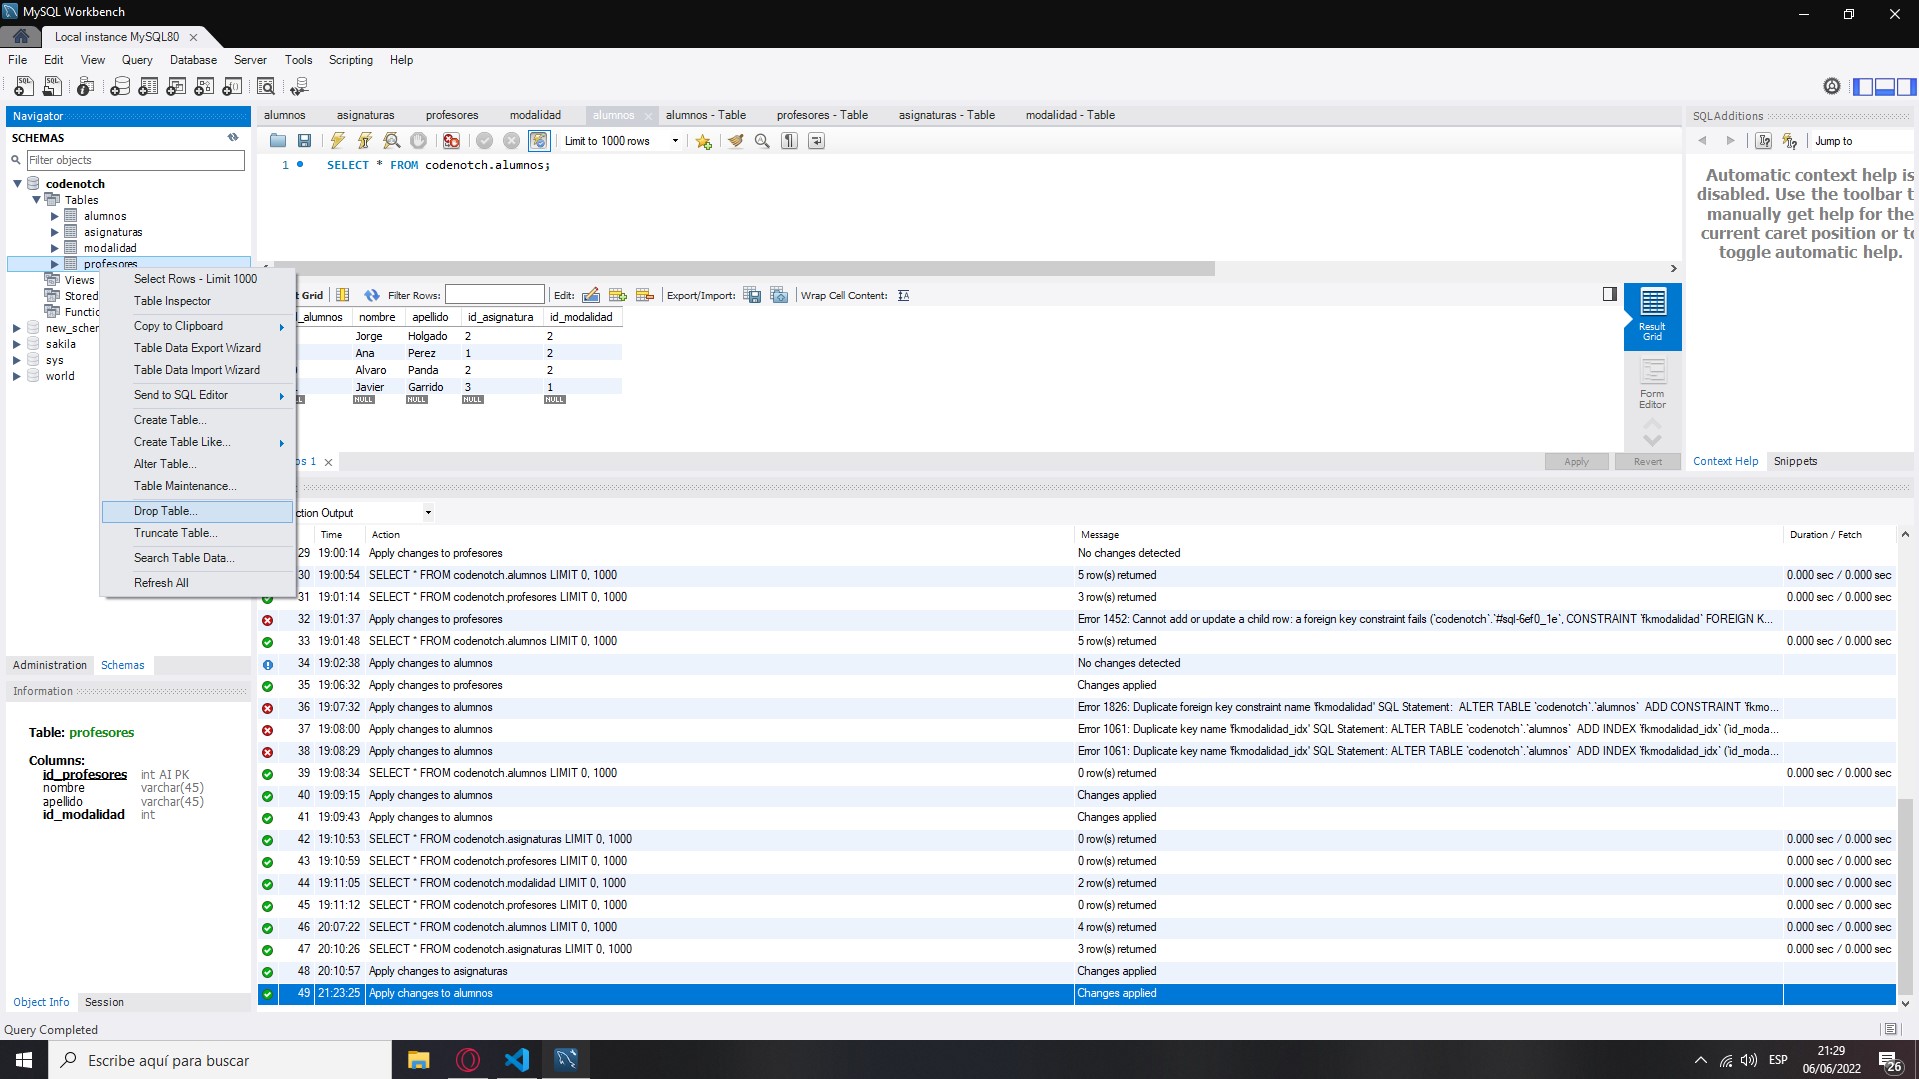 MySQL Workbench
Local instance MySQL80
File Edit View Query Database Server Tools Scripting Help
Navigator
SCHEMAS
Filter objects
codenotch
Tables
alumnos
asignaturas
modalidad
profesores
Views
Stored
Functio
new_scher
sakila
sys
world
Select Rows - Limit 1000
Table Inspector
Copy to Clipboard
Table Data Export Wizard
Table Data Import Wizard
Send to SQL Editor
Create Table...
Create Table Like...
Alter Table...
Table Maintenance...
Drop Table...
Truncate Table...
Search Table Data...
Refresh All
Administration Schemas
Information
Table: profesores
Columns:
id_profesores int AI PK
nombre varchar(45)
apellido varchar(45)
id_modalidad int
Object Info Session
Query Completed
alumnos asignaturas profesores modalidad alumnos alumnos - Table profesores - Table asignaturas - Table modalidad - Table
Limit to 1000 rows
1 SELECT * FROM codenotch.alumnos;
t Grid Filter Rows: Edit: Export/Import: Wrap Cell Content:
_alumnos nombre apellido id_asignatura id_modalidad
Jorge Holgado 2 2
Ana Perez 1 2
Alvaro Panda 2 2
Javier Garrido 3 1
NULL NULL NULL NULL
Result Grid
Form Editor
os 1
Apply Revert
SQLAdditions
Jump to
Automatic context help is
disabled. Use the toolbar t
manually get help for the
current caret position or to
toggle automatic help.
Context Help Snippets
ction Output
Time Action Message Duration / Fetch
29 19:00:14 Apply changes to profesores No changes detected
30 19:00:54 SELECT * FROM codenotch.alumnos LIMIT 0, 1000 5 row(s) returned 0.000 sec / 0.000 sec
31 19:01:14 SELECT * FROM codenotch.profesores LIMIT 0, 1000 3 row(s) returned 0.000 sec / 0.000 sec
32 19:01:37 Apply changes to profesores Error 1452: Cannot add or update a child row: a foreign key constraint fails (`codenotch`.`#sql-6ef0_1e`, CONSTRAINT `fkmodalidad` FOREIGN K...
33 19:01:48 SELECT * FROM codenotch.alumnos LIMIT 0, 1000 5 row(s) returned 0.000 sec / 0.000 sec
34 19:02:38 Apply changes to alumnos No changes detected
35 19:06:32 Apply changes to profesores Changes applied
36 19:07:32 Apply changes to alumnos Error 1826: Duplicate foreign key constraint name 'fkmodalidad' SQL Statement: ALTER TABLE `codenotch`.`alumnos` ADD CONSTRAINT `fkmo...
37 19:08:00 Apply changes to alumnos Error 1061: Duplicate key name 'fkmodalidad_idx' SQL Statement: ALTER TABLE `codenotch`.`alumnos` ADD INDEX `fkmodalidad_idx` (`id_moda...
38 19:08:29 Apply changes to alumnos Error 1061: Duplicate key name 'fkmodalidad_idx' SQL Statement: ALTER TABLE `codenotch`.`alumnos` ADD INDEX `fkmodalidad_idx` (`id_moda...
39 19:08:34 SELECT * FROM codenotch.alumnos LIMIT 0, 1000 0 row(s) returned 0.000 sec / 0.000 sec
40 19:09:15 Apply changes to alumnos Changes applied
41 19:09:43 Apply changes to alumnos Changes applied
42 19:10:53 SELECT * FROM codenotch.asignaturas LIMIT 0, 1000 0 row(s) returned 0.000 sec / 0.000 sec
43 19:10:59 SELECT * FROM codenotch.profesores LIMIT 0, 1000 0 row(s) returned 0.000 sec / 0.000 sec
44 19:11:05 SELECT * FROM codenotch.modalidad LIMIT 0, 1000 2 row(s) returned 0.000 sec / 0.000 sec
45 19:11:12 SELECT * FROM codenotch.profesores LIMIT 0, 1000 0 row(s) returned 0.000 sec / 0.000 sec
46 20:07:22 SELECT * FROM codenotch.alumnos LIMIT 0, 1000 4 row(s) returned 0.000 sec / 0.000 sec
47 20:10:26 SELECT * FROM codenotch.asignaturas LIMIT 0, 1000 3 row(s) returned 0.000 sec / 0.000 sec
48 20:10:57 Apply changes to asignaturas Changes applied
49 21:23:25 Apply changes to alumnos Changes applied
Escribe aquí para buscar
ESP
21:29
06/06/2022
26